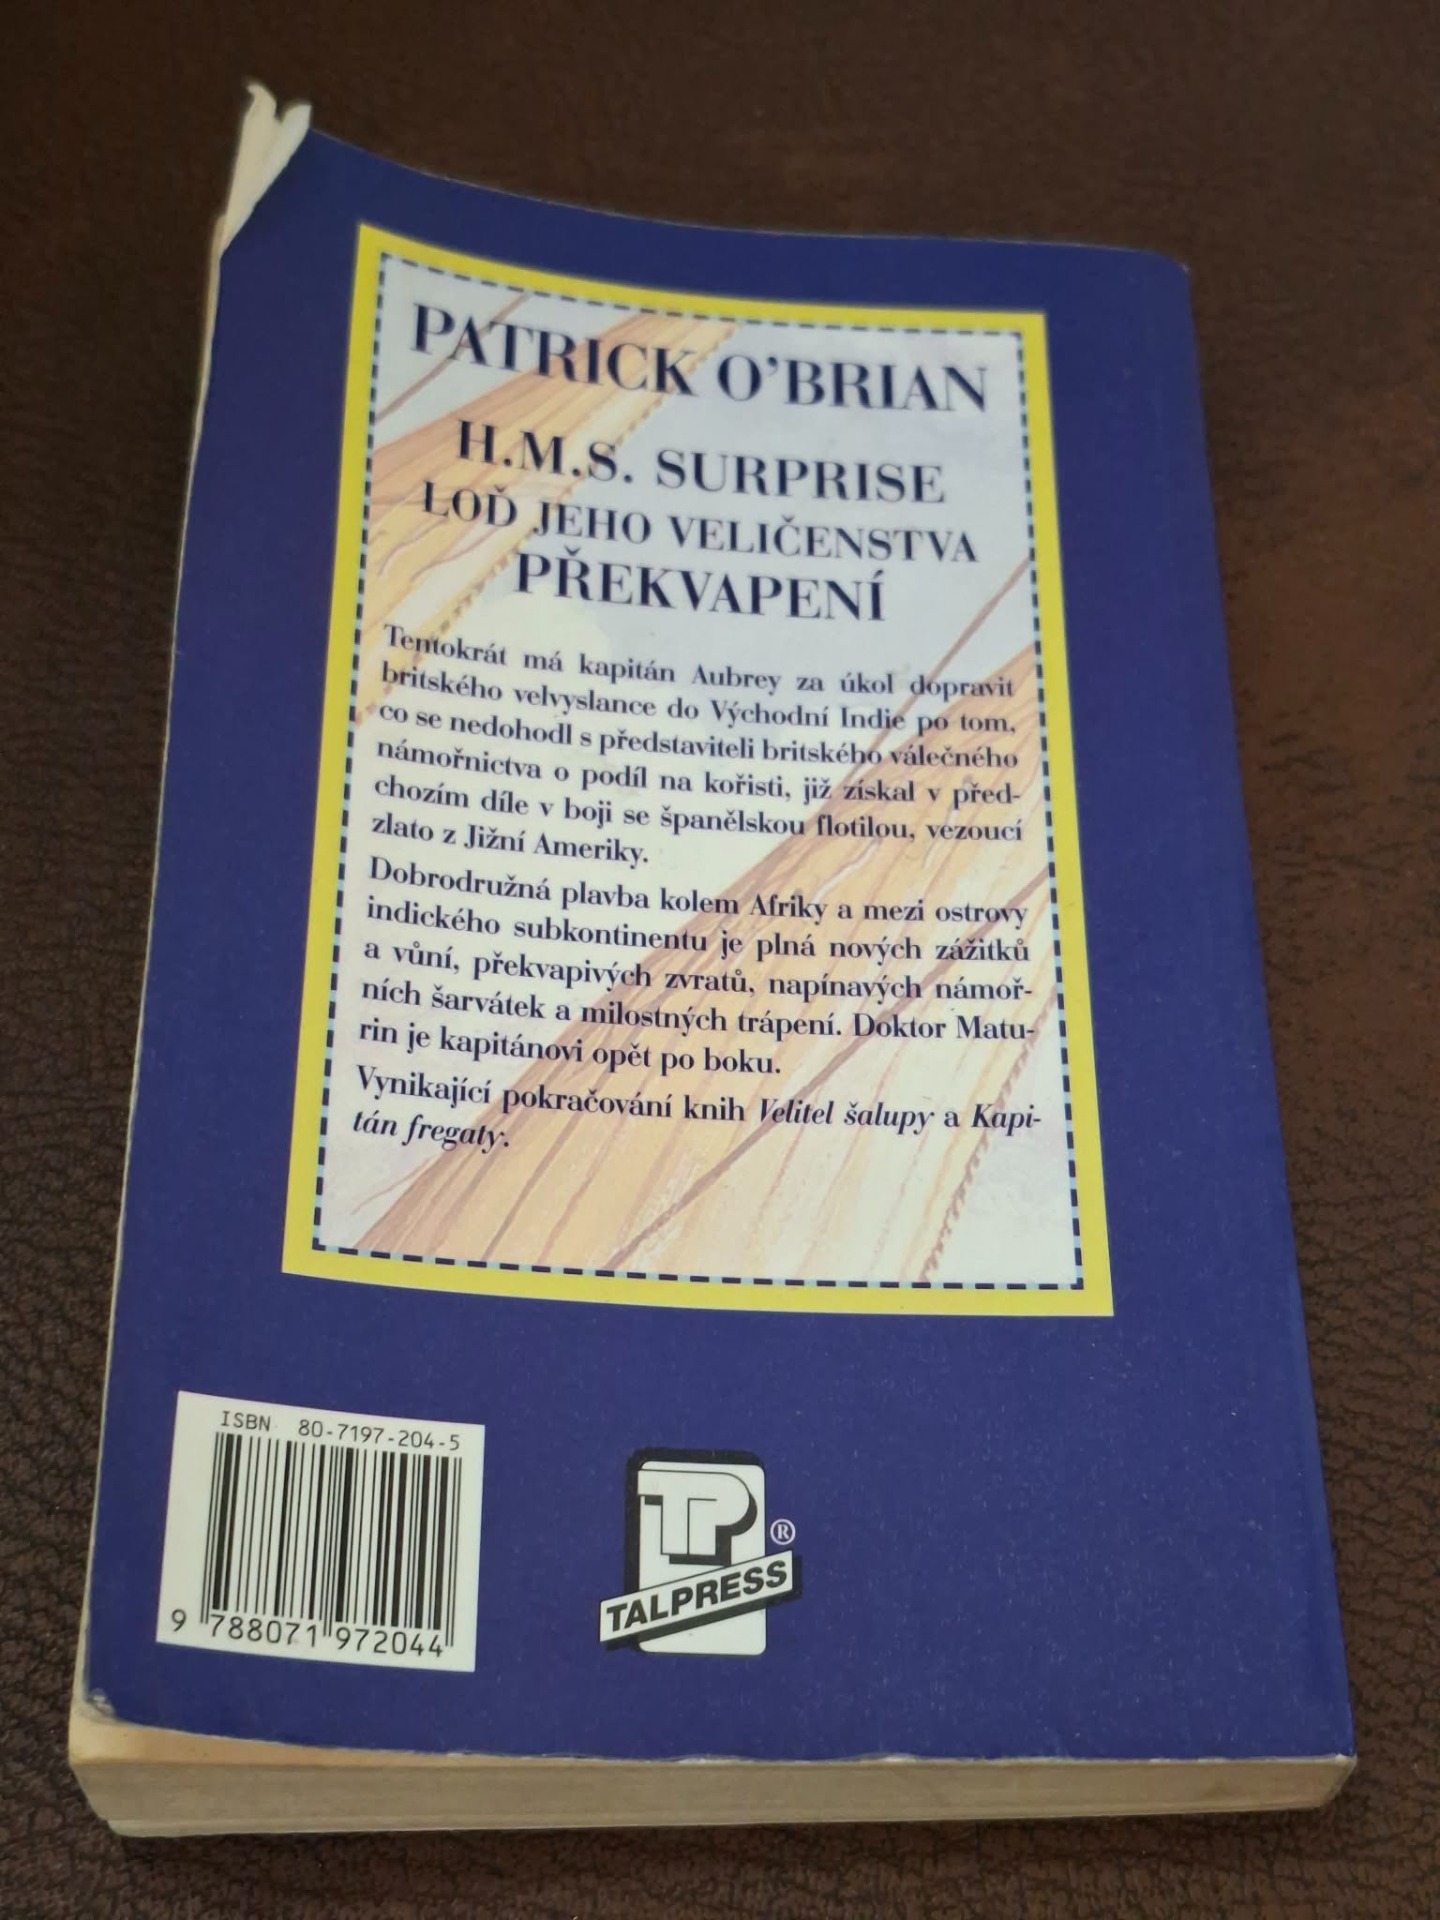 PATRICK O’BRIAN
H.M.S. SURPRISE
LOĎ JEHO VELIČENSTVA
PŘEKVAPENÍ
Tentokrát má kapitán Aubrey za úkol dopravit
britského velvyslance do Východní Indie po tom,
co se nedohodl s představiteli britského válečného
námořnictva o podíl na kořisti, již získal v před-
chozím díle v boji se španělskou flotilou, vezoucí
zlato z Jižní Ameriky.
Dobrodružná plavba kolem Afriky a mezi ostrovy
indického subkontinentu je plná nových zážitků
a vůní, překvapivých zvratů, napínavých námoř-
ních šarvátek a milostných trápení. Doktor Matu-
rin je kapitánovi opět po boku.
Vynikající pokračování knih Velitel šalupy a Kapi-
tán fregaty.
ISBN 80-7197-204-5
9 788071 972044
TP ®
TALPRESS